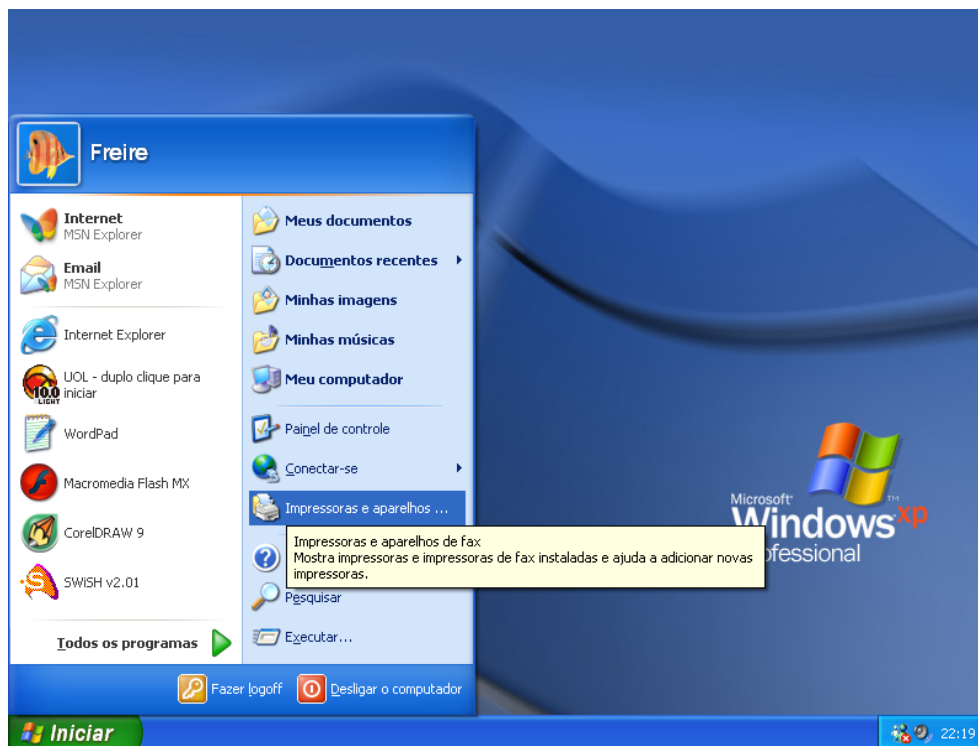 Freire
Internet
MSN Explorer
Email
MSN Explorer
Internet Explorer
UOL - duplo clique para
iniciar
10.0
LIGHT
WordPad
Macromedia Flash MX
CorelDRAW 9
SWiSH v2.01
Todos os programas
Meus documentos
Documentos recentes
Minhas imagens
Minhas músicas
Meu computador
Painel de controle
Conectar-se
Impressoras e aparelhos ...
Impressoras e aparelhos de fax
Mostra impressoras e impressoras de fax instaladas e ajuda a adicionar novas
impressoras.
Pesquisar
Executar...
Fazer logoff
Desligar o computador
Microsoft
Windows xp
ofessional
Iniciar
22:19